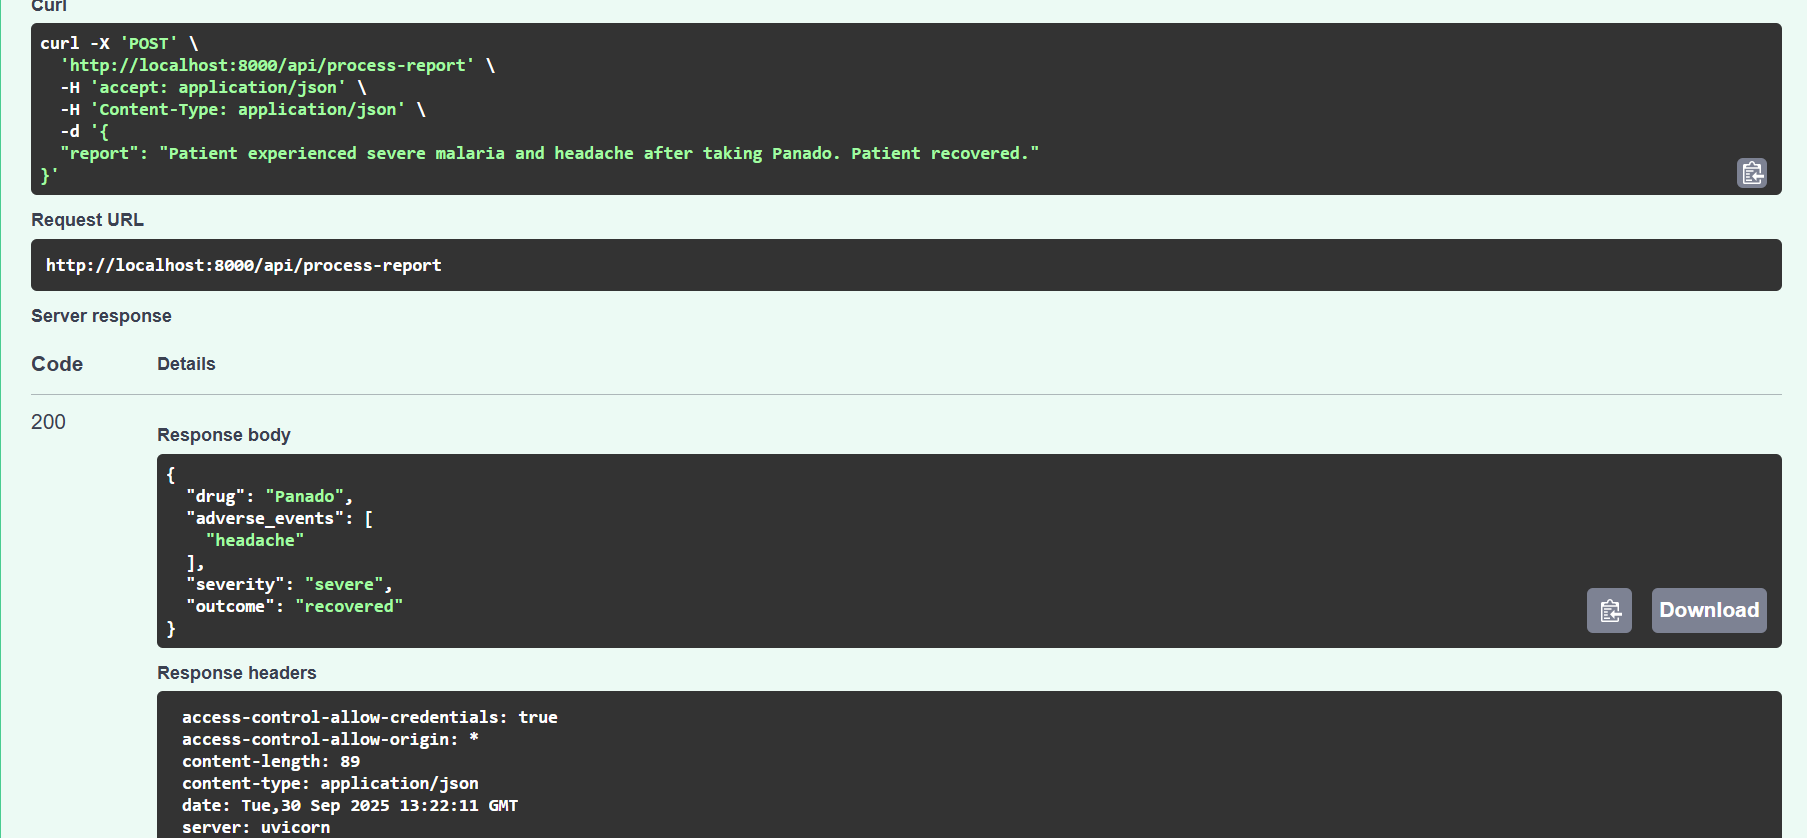 Curl
curl -X 'POST' \
  'http://localhost:8000/api/process-report' \
  -H 'accept: application/json' \
  -H 'Content-Type: application/json' \
  -d '{
  "report": "Patient experienced severe malaria and headache after taking Panado. Patient recovered."
}'
Request URL
http://localhost:8000/api/process-report
Server response
Code Details
200
Response body
{
  "drug": "Panado",
  "adverse_events": [
    "headache"
  ],
  "severity": "severe",
  "outcome": "recovered"
}
Download
Response headers
access-control-allow-credentials: true
access-control-allow-origin: *
content-length: 89
content-type: application/json
date: Tue,30 Sep 2025 13:22:11 GMT
server: uvicorn